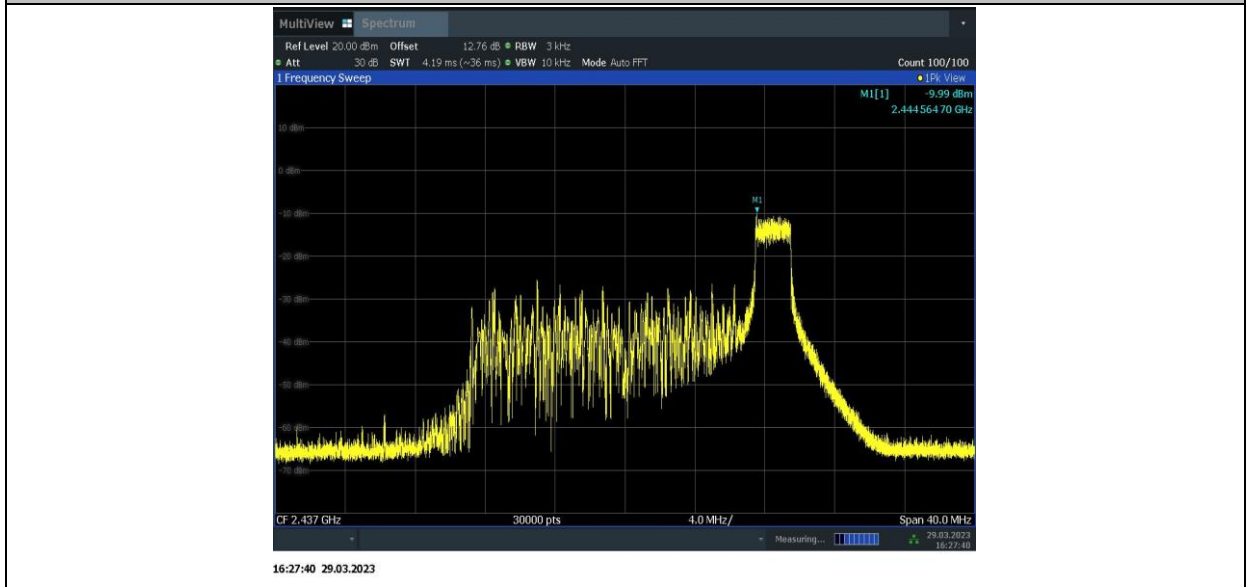 MultiView Spectrum
Ref Level 20.00 dBm Offset 12.76 dB RBW 3 kHz
Att 30 dB SWT 4.19 ms (~36 ms) VBW 10 kHz Mode Auto FFT Count 100/100
1 Frequency Sweep 1Pk View
M1[1] -9.99 dBm
2.444 564 70 GHz
10 dBm
0 dBm
M1
-10 dBm
-20 dBm
-30 dBm
-40 dBm
-50 dBm
-60 dBm
-70 dBm
CF 2.437 GHz 30000 pts 4.0 MHz/ Span 40.0 MHz
Measuring... 29.03.2023
16:27:40
16:27:40 29.03.2023